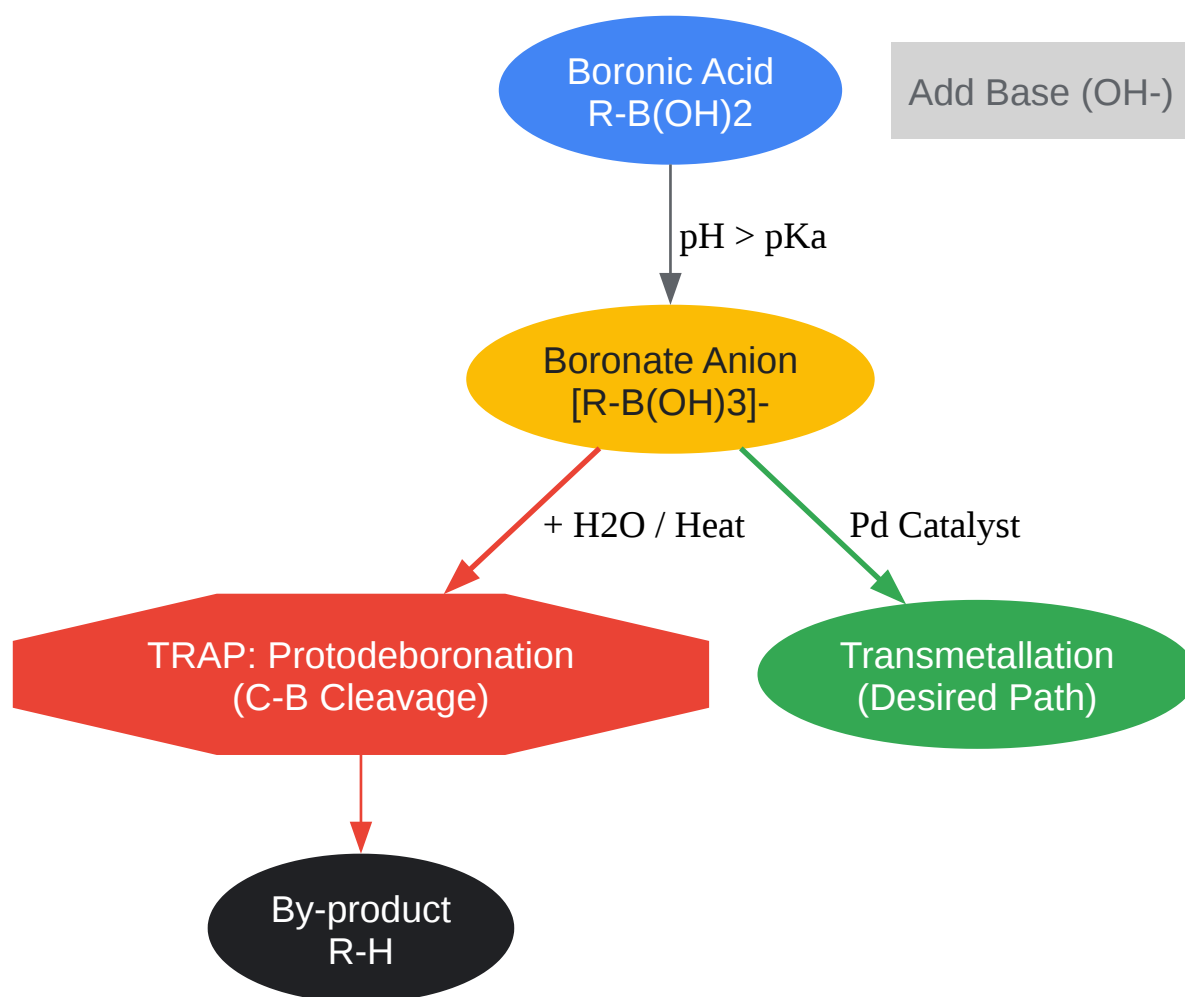 Boronic Acid
R-B(OH)2
Add Base (OH-)
pH > pKa
Boronate Anion
[R-B(OH)3]-
+ H2O / Heat
Pd Catalyst
TRAP: Protodeboronation
(C-B Cleavage)
Transmetallation
(Desired Path)
By-product
R-H